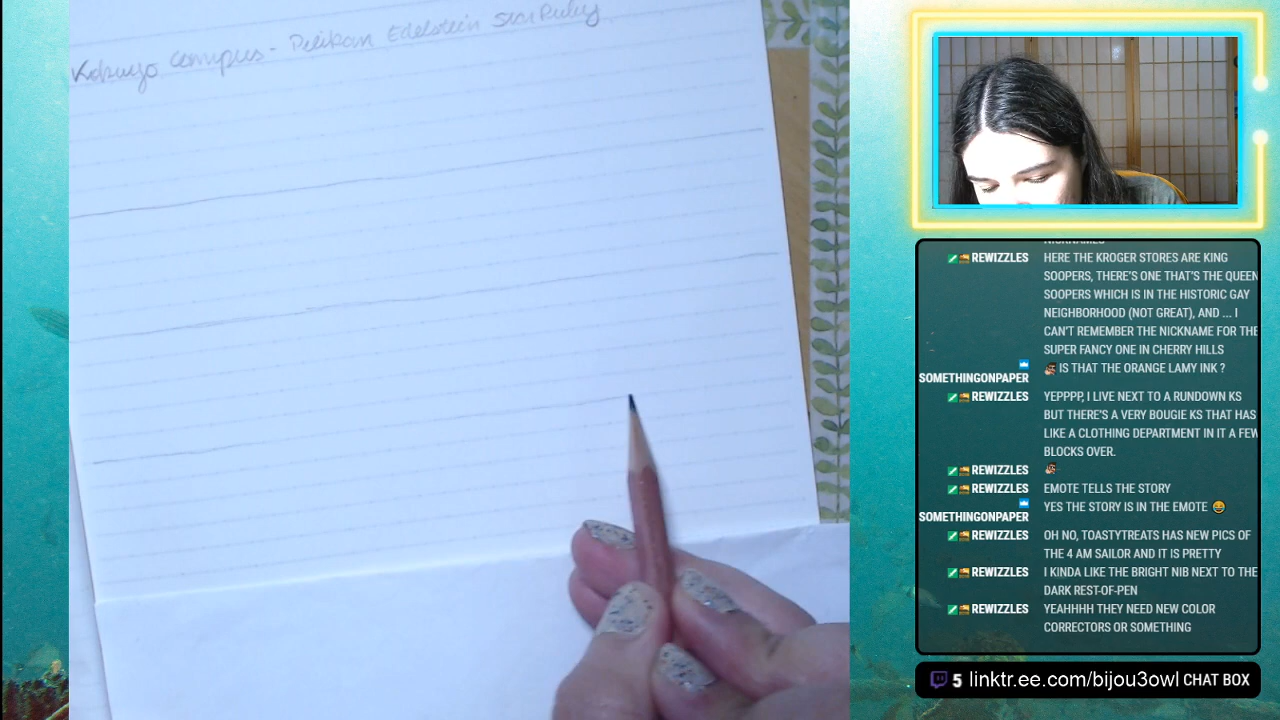 Kokuyo Campus - Pelikan Edelstein Star Ruby
REWIZZLES HERE THE KROGER STORES ARE KING
SOOPERS, THERE'S ONE THAT'S THE QUEEN
SOOPERS WHICH IS IN THE HISTORIC GAY
NEIGHBORHOOD (NOT GREAT), AND ... I
CAN'T REMEMBER THE NICKNAME FOR THE
SUPER FANCY ONE IN CHERRY HILLS
SOMETHINGONPAPER IS THAT THE ORANGE LAMY INK ?
REWIZZLES YEPPPP, I LIVE NEXT TO A RUNDOWN KS
BUT THERE'S A VERY BOUGIE KS THAT HAS
LIKE A CLOTHING DEPARTMENT IN IT A FEW
BLOCKS OVER.
REWIZZLES
REWIZZLES EMOTE TELLS THE STORY
SOMETHINGONPAPER YES THE STORY IS IN THE EMOTE
REWIZZLES OH NO, TOASTYTREATS HAS NEW PICS OF
THE 4 AM SAILOR AND IT IS PRETTY
REWIZZLES I KINDA LIKE THE BRIGHT NIB NEXT TO THE
DARK REST-OF-PEN
REWIZZLES YEAHHHH THEY NEED NEW COLOR
CORRECTORS OR SOMETHING
5 linktr.ee.com/bijou3owl CHAT BOX